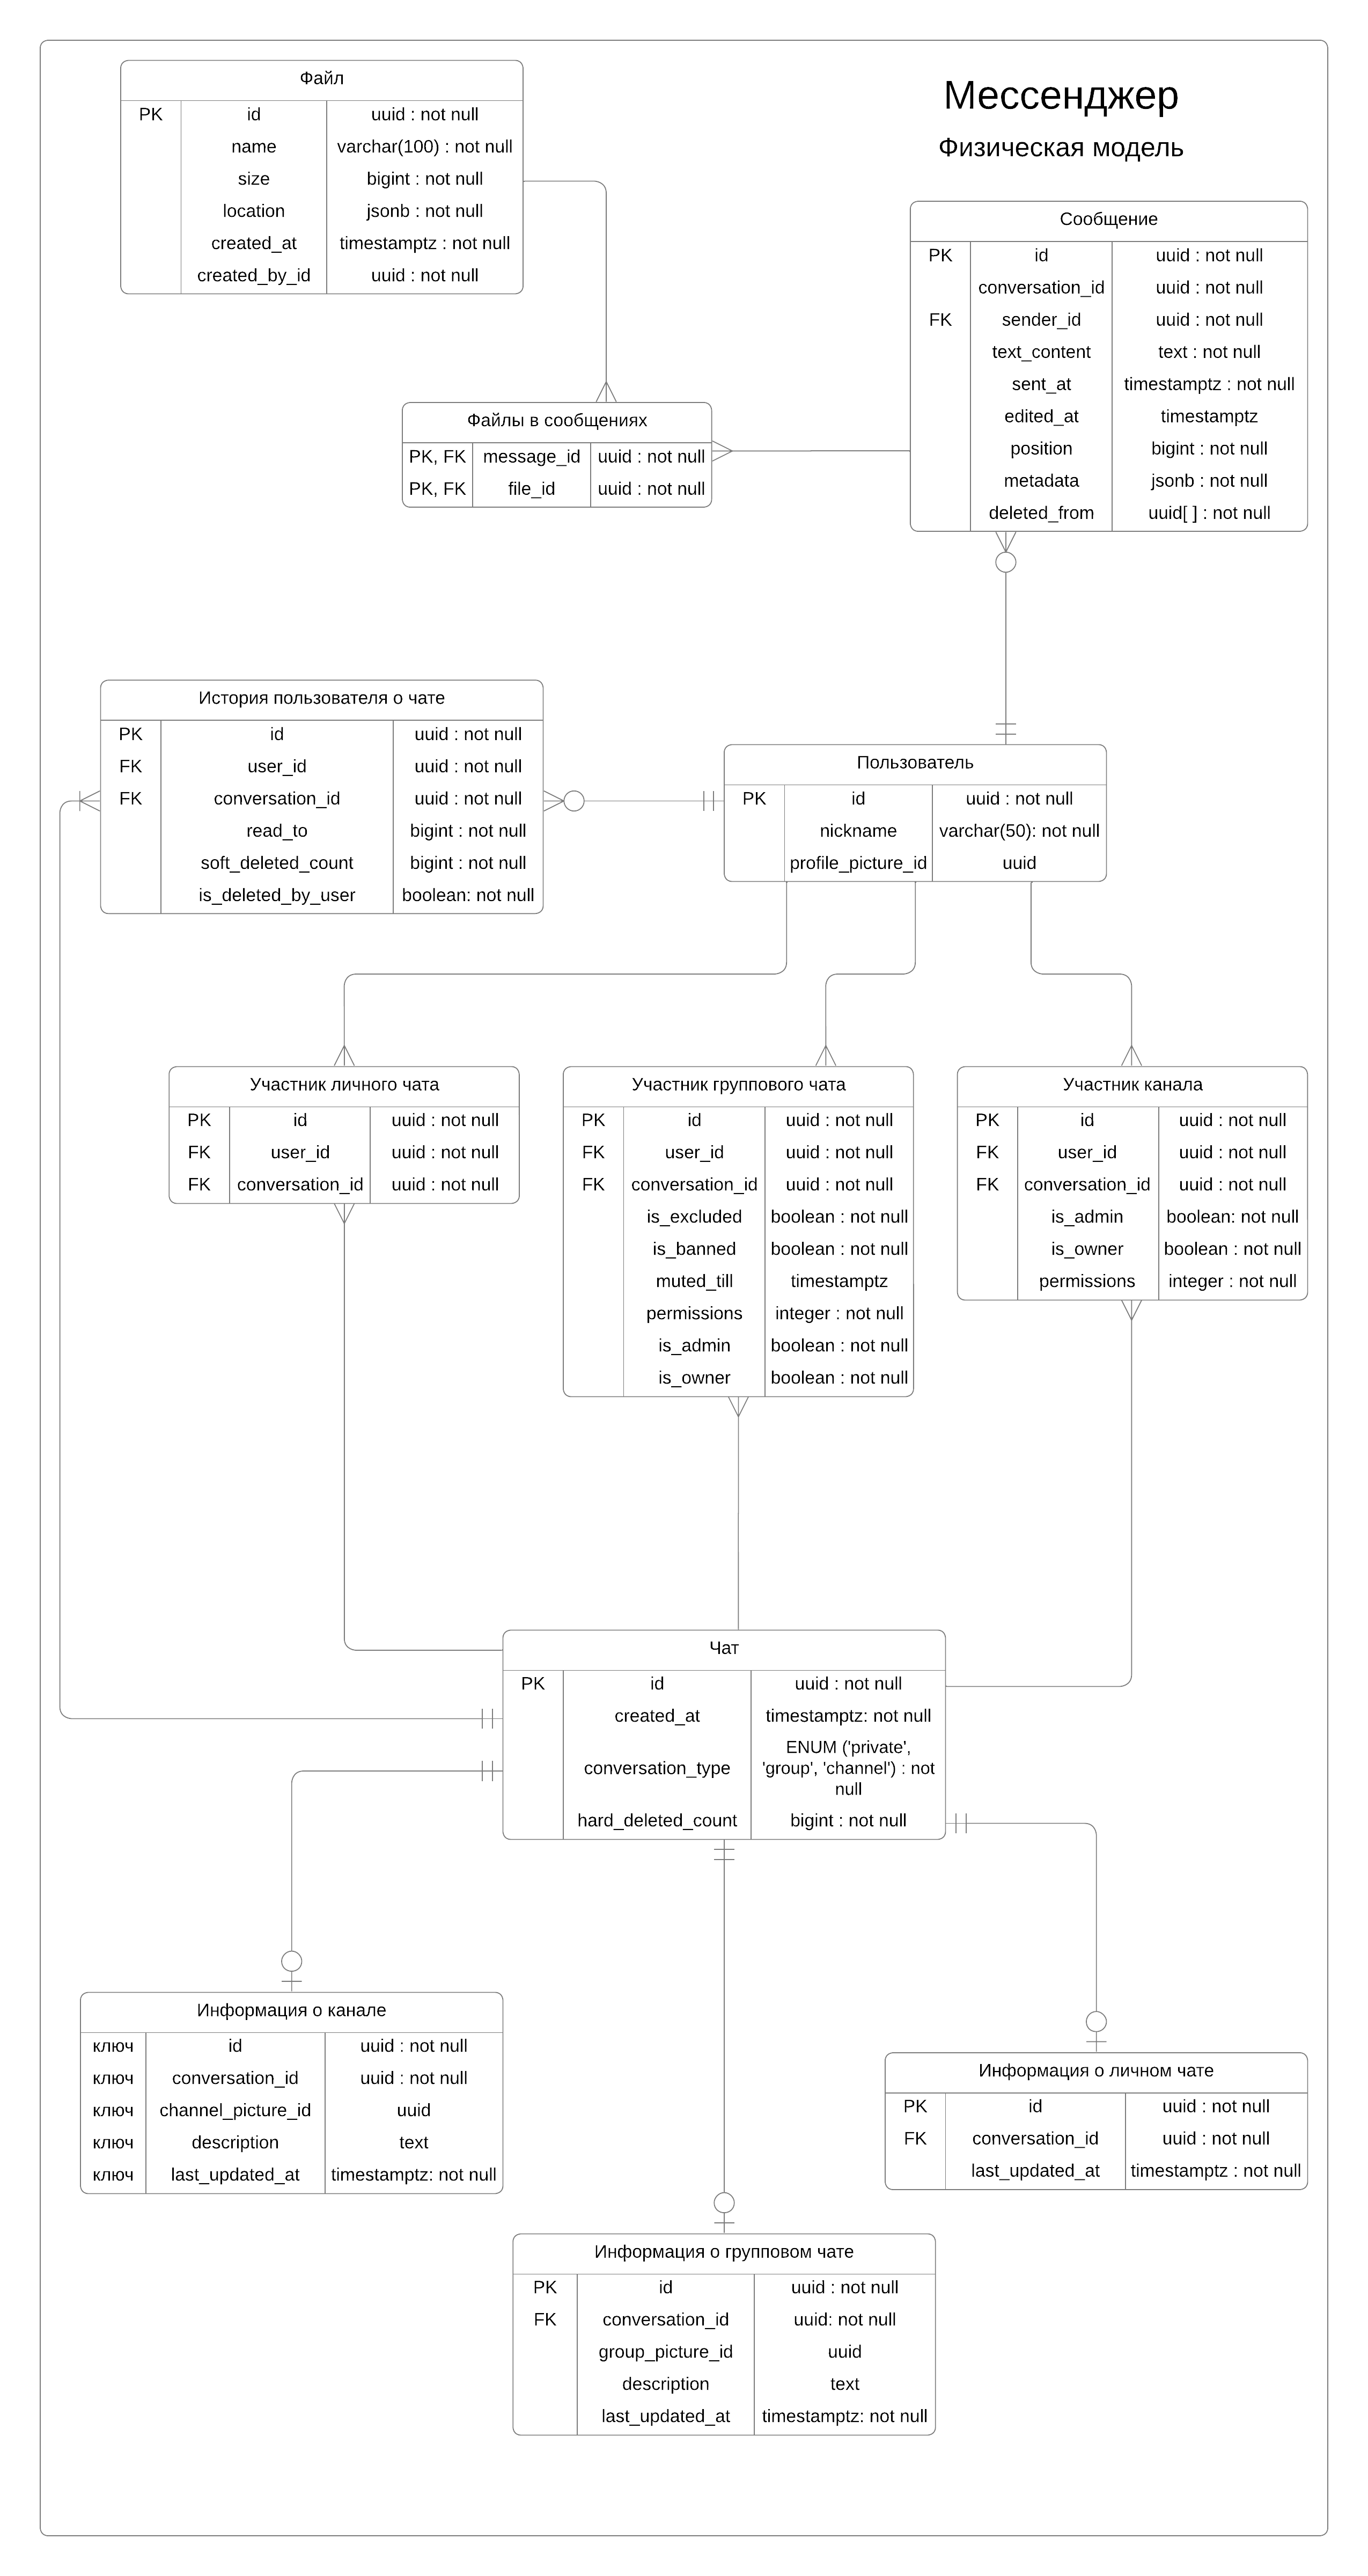 Мессенджер
Физическая модель
Файл
PK id uuid : not null
name varchar(100) : not null
size bigint : not null
location jsonb : not null
created_at timestamptz : not null
created_by_id uuid : not null
Сообщение
PK id uuid : not null
conversation_id uuid : not null
FK sender_id uuid : not null
text_content text : not null
sent_at timestamptz : not null
edited_at timestamptz
position bigint : not null
metadata jsonb : not null
deleted_from uuid[ ] : not null
Файлы в сообщениях
PK, FK message_id uuid : not null
PK, FK file_id uuid : not null
История пользователя о чате
PK id uuid : not null
FK user_id uuid : not null
FK conversation_id uuid : not null
read_to bigint : not null
soft_deleted_count bigint : not null
is_deleted_by_user boolean: not null
Пользователь
PK id uuid : not null
nickname varchar(50): not null
profile_picture_id uuid
Участник личного чата
PK id uuid : not null
FK user_id uuid : not null
FK conversation_id uuid : not null
Участник группового чата
PK id uuid : not null
FK user_id uuid : not null
FK conversation_id uuid : not null
is_excluded boolean : not null
is_banned boolean : not null
muted_till timestamptz
permissions integer : not null
is_admin boolean : not null
is_owner boolean : not null
Участник канала
PK id uuid : not null
FK user_id uuid : not null
FK conversation_id uuid : not null
is_admin boolean: not null
is_owner boolean : not null
permissions integer : not null
Чат
PK id uuid : not null
created_at timestamptz: not null
ENUM ('private',
conversation_type 'group', 'channel') : not
null
hard_deleted_count bigint : not null
Информация о канале
ключ id uuid : not null
ключ conversation_id uuid : not null
ключ channel_picture_id uuid
ключ description text
ключ last_updated_at timestamptz: not null
Информация о личном чате
PK id uuid : not null
FK conversation_id uuid : not null
last_updated_at timestamptz : not null
Информация о групповом чате
PK id uuid : not null
FK conversation_id uuid: not null
group_picture_id uuid
description text
last_updated_at timestamptz: not null